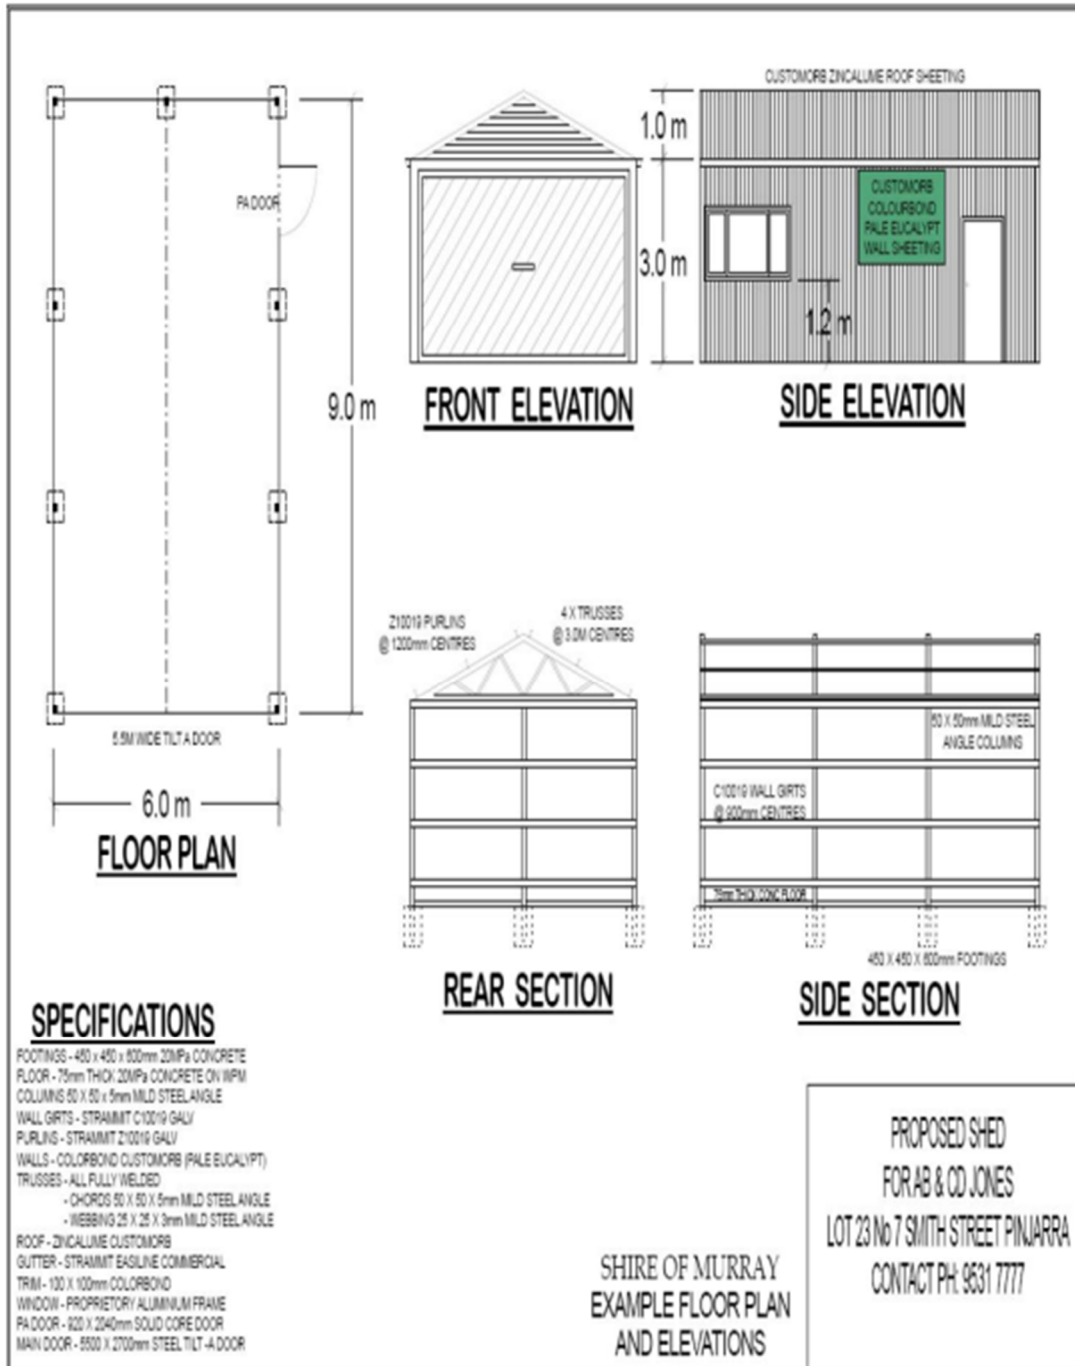 CUSTOMORB ZINCALUME ROOF SHEETING
1.0 m
PA DOOR
CUSTOMORB
COLOURBOND
PALE EUCALYPT
WALL SHEETING
3.0 m
1.2 m
9.0 m
FRONT ELEVATION
SIDE ELEVATION
Z10019 PURLINS
@ 1200mm CENTRES
4 X TRUSSES
@ 3.0M CENTRES
50 X 50mm MILD STEEL
ANGLE COLUMNS
5.5M WIDE TILT A DOOR
C10019 WALL GIRTS
@ 900mm CENTRES
6.0 m
FLOOR PLAN
75mm THICK CONC FLOOR
450 X 450 X 600mm FOOTINGS
REAR SECTION
SIDE SECTION
SPECIFICATIONS
FOOTINGS - 450 x 450 x 600mm 20MPa CONCRETE
FLOOR - 75mm THICK 20MPa CONCRETE ON WPM
COLUMNS 50 X 50 x 5mm MILD STEEL ANGLE
WALL GIRTS - STRAMMIT C10019 GALV
PURLINS - STRAMMIT Z10019 GALV
WALLS - COLORBOND CUSTOMORB (PALE EUCALYPT)
TRUSSES - ALL FULLY WELDED
- CHORDS 50 X 50 X 5mm MILD STEEL ANGLE
- WEBBING 25 X 25 X 3mm MILD STEEL ANGLE
ROOF - ZINCALUME CUSTOMORB
GUTTER - STRAMMIT EASILINE COMMERCIAL
TRIM - 100 X 100mm COLORBOND
WINDOW - PROPRIETORY ALUMINIUM FRAME
PA DOOR - 820 X 2040mm SOLID CORE DOOR
MAIN DOOR - 5500 X 2700mm STEEL TILT -A DOOR
SHIRE OF MURRAY
EXAMPLE FLOOR PLAN
AND ELEVATIONS
PROPOSED SHED
FOR AB & CD JONES
LOT 23 No 7 SMITH STREET PINJARRA
CONTACT PH: 9531 7777